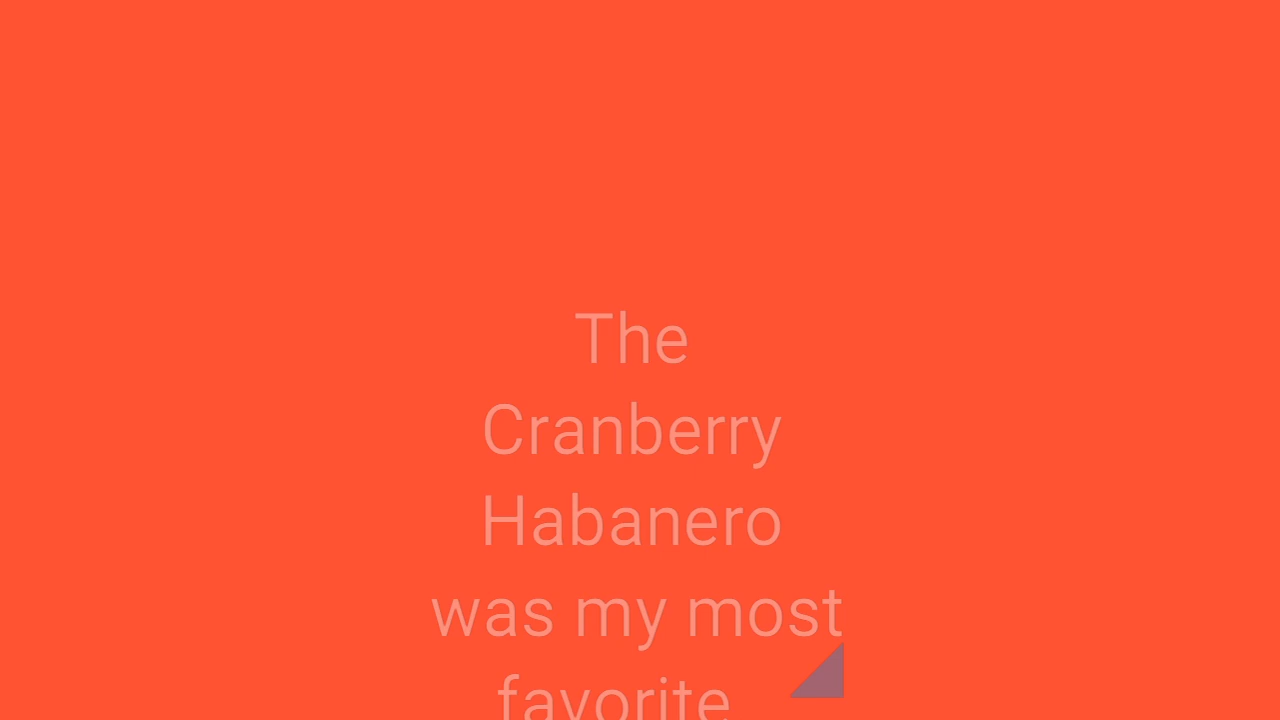 The
Cranberry
Habanero
was my most
favorite